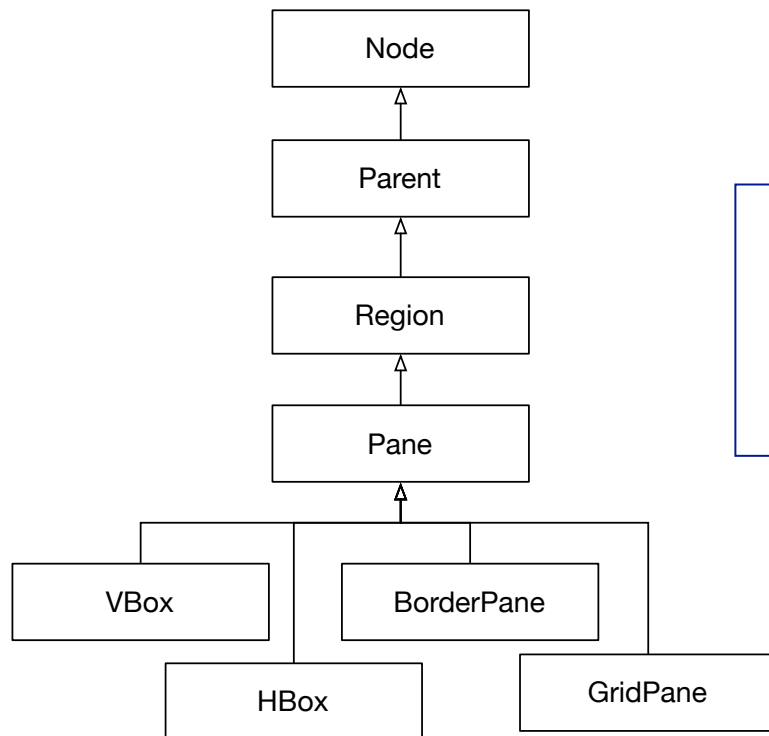 Node
Parent
Region
Pane
VBox
BorderPane
HBox
GridPane